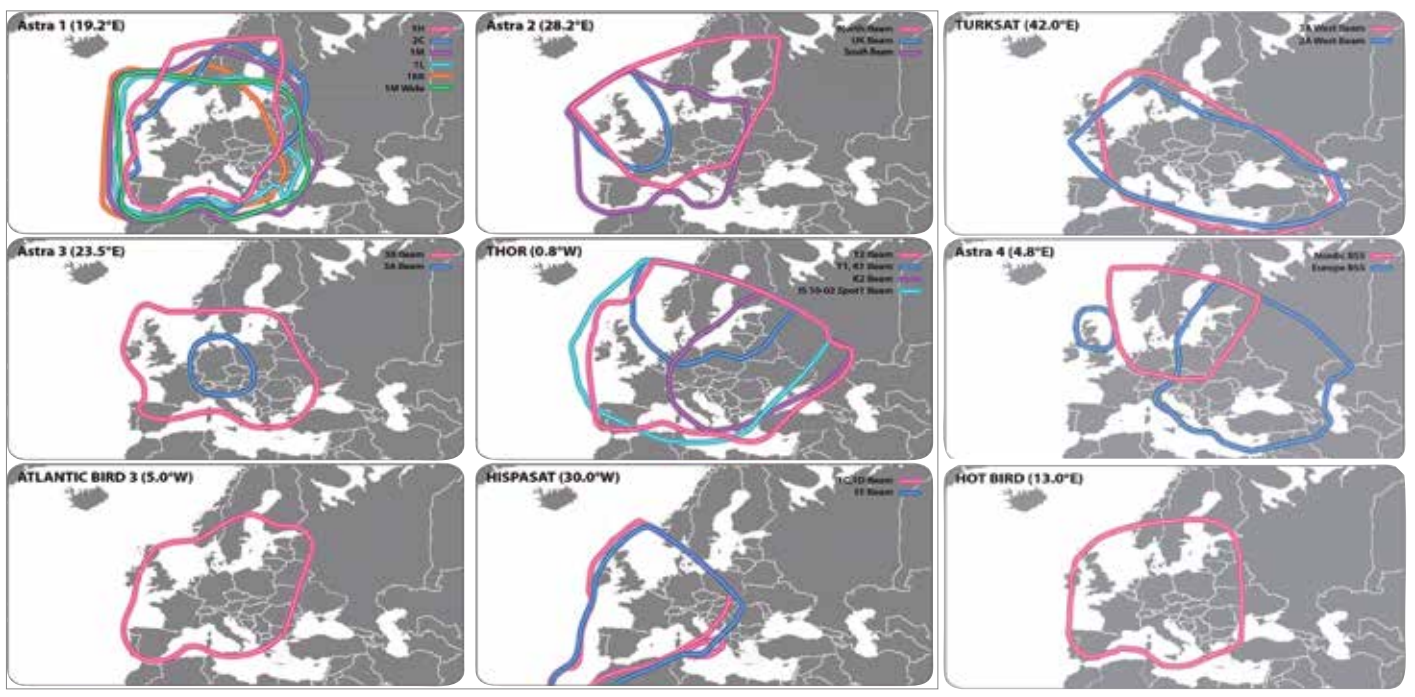 Astra 1 (19.2°E)
1H
2C
1M
1L
1KR
1M Wide
Astra 2 (28.2°E)
North Beam
UK Beam
South Beam
TURKSAT (42.0°E)
West Beam
2A West Beam
Astra 3 (23.5°E)
Beam
3A Beam
THOR (0.8°W)
T2 Beam
T1, K1 Beam
K2 Beam
IS 10-02 Spot1 Beam
Astra 4 (4.8°E)
Nordic BSS
Europe BSS
ATLANTIC BIRD 3 (5.0°W)
HISPASAT (30.0°W)
1C,1D Beam
1E Beam
HOT BIRD (13.0°E)